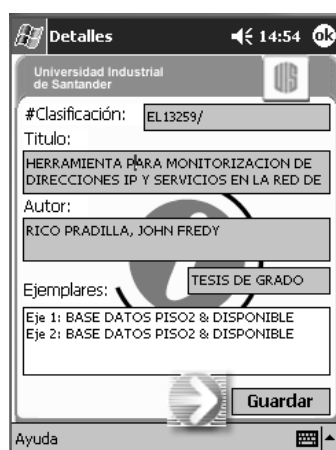 Detalles 14:54 ok
Universidad Industrial
de Santander
UIS
#Clasificación: EL13259/
Titulo:
HERRAMIENTA PARA MONITORIZACION DE
DIRECCIONES IP Y SERVICIOS EN LA RED DE
Autor:
RICO PRADILLA, JOHN FREDY
TESIS DE GRADO
Ejemplares:
Eje 1: BASE DATOS PISO2 & DISPONIBLE
Eje 2: BASE DATOS PISO2 & DISPONIBLE
Guardar
Ayuda